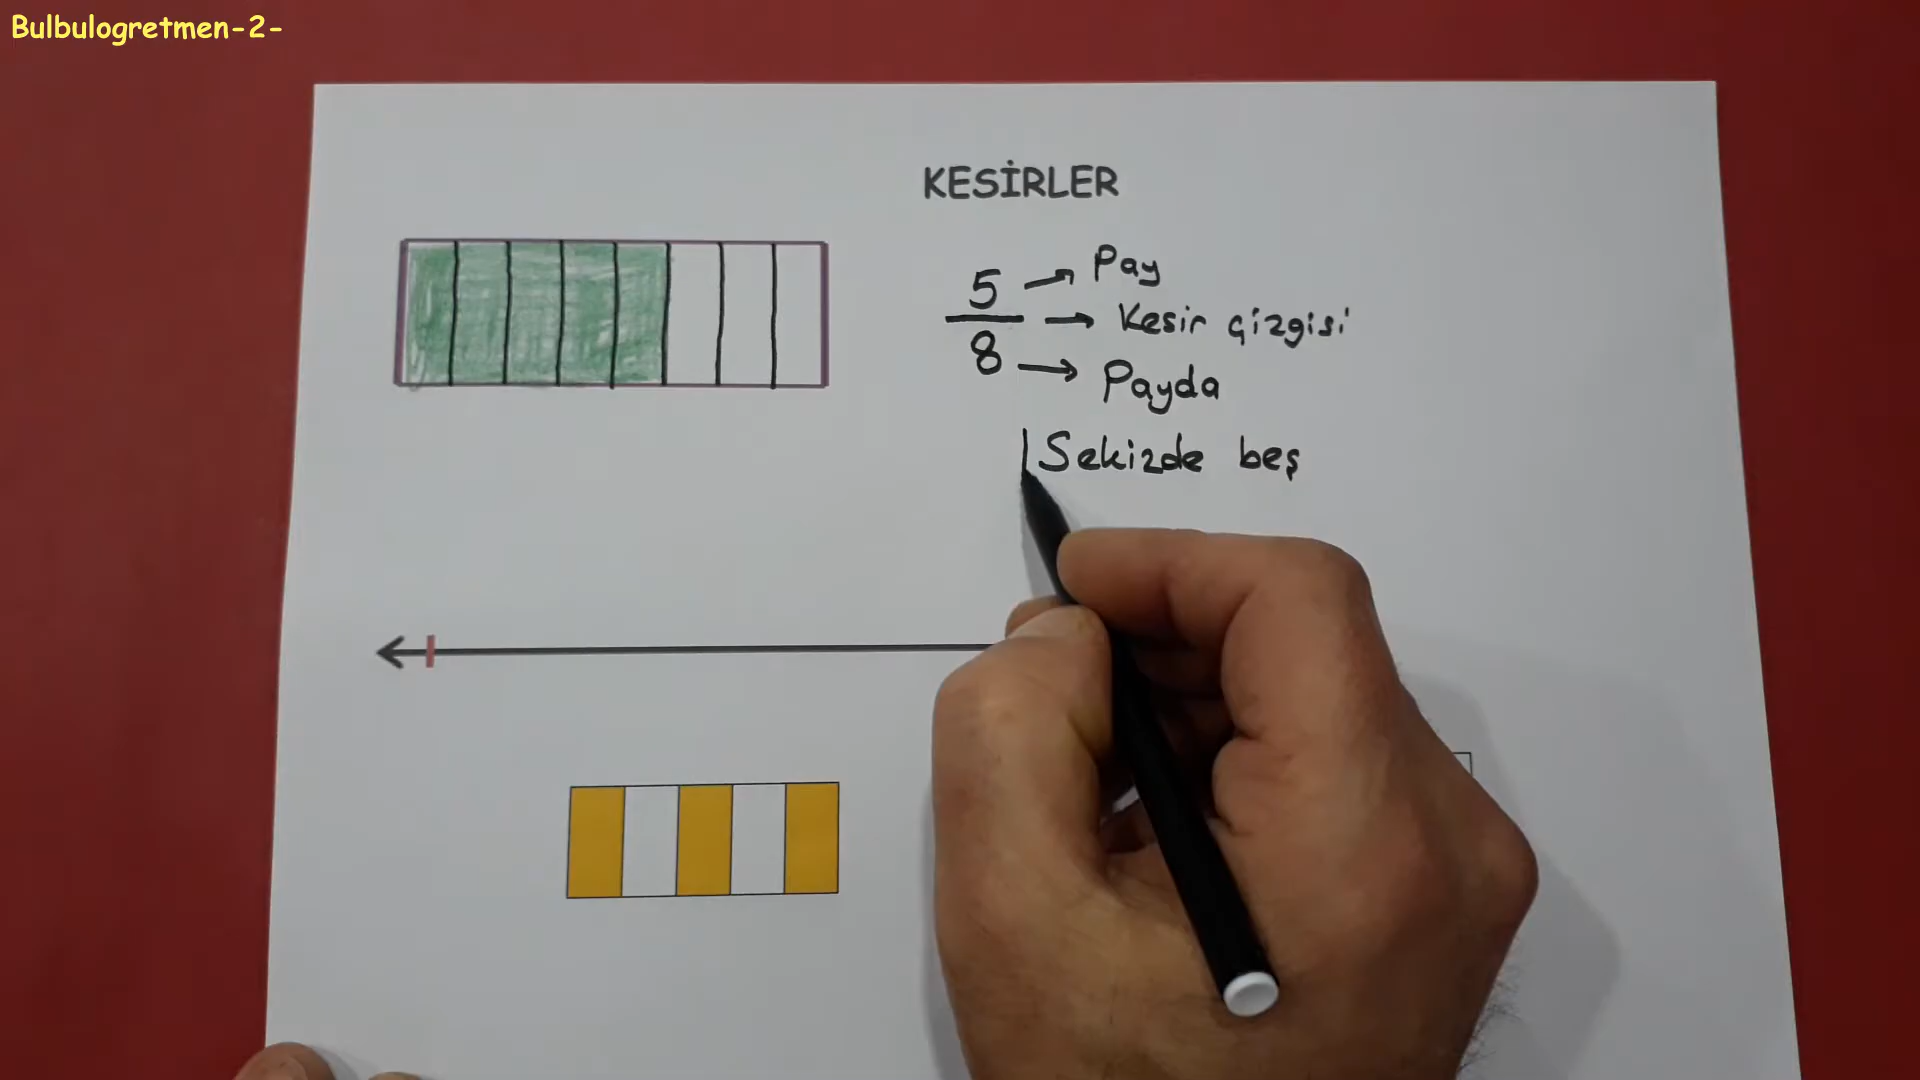 Bulbulogretmen-2-
KESİRLER
5 → Pay
→ Kesir çizgisi
8 → Payda
Sekizde beş